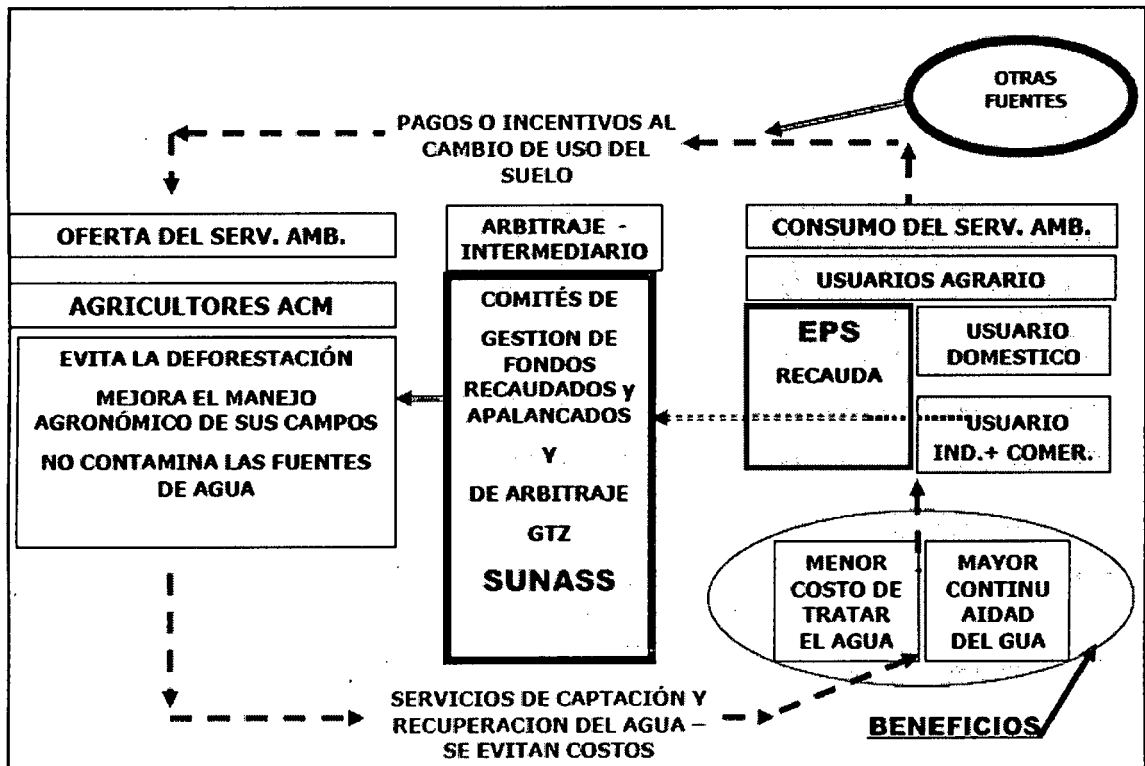 OTRAS
FUENTES
PAGOS O INCENTIVOS AL
CAMBIO DE USO DEL
SUELO
OFERTA DEL SERV. AMB.
AGRICULTORES ACM
EVITA LA DEFORESTACIÓN
MEJORA EL MANEJO
AGRONÓMICO DE SUS CAMPOS
NO CONTAMINA LAS FUENTES
DE AGUA
ARBITRAJE -
INTERMEDIARIO
COMITÉS DE
GESTION DE
FONDOS
RECAUDADOS y
APALANCADOS
Y
DE ARBITRAJE
GTZ
SUNASS
CONSUMO DEL SERV. AMB.
USUARIOS AGRARIO
EPS
RECAUDA
USUARIO
DOMESTICO
USUARIO
IND.+ COMER.
MENOR
COSTO DE
TRATAR
EL AGUA
MAYOR
CONTINU
AIDAD
DEL GUA
SERVICIOS DE CAPTACIÓN Y
RECUPERACION DEL AGUA –
SE EVITAN COSTOS
BENEFICIOS